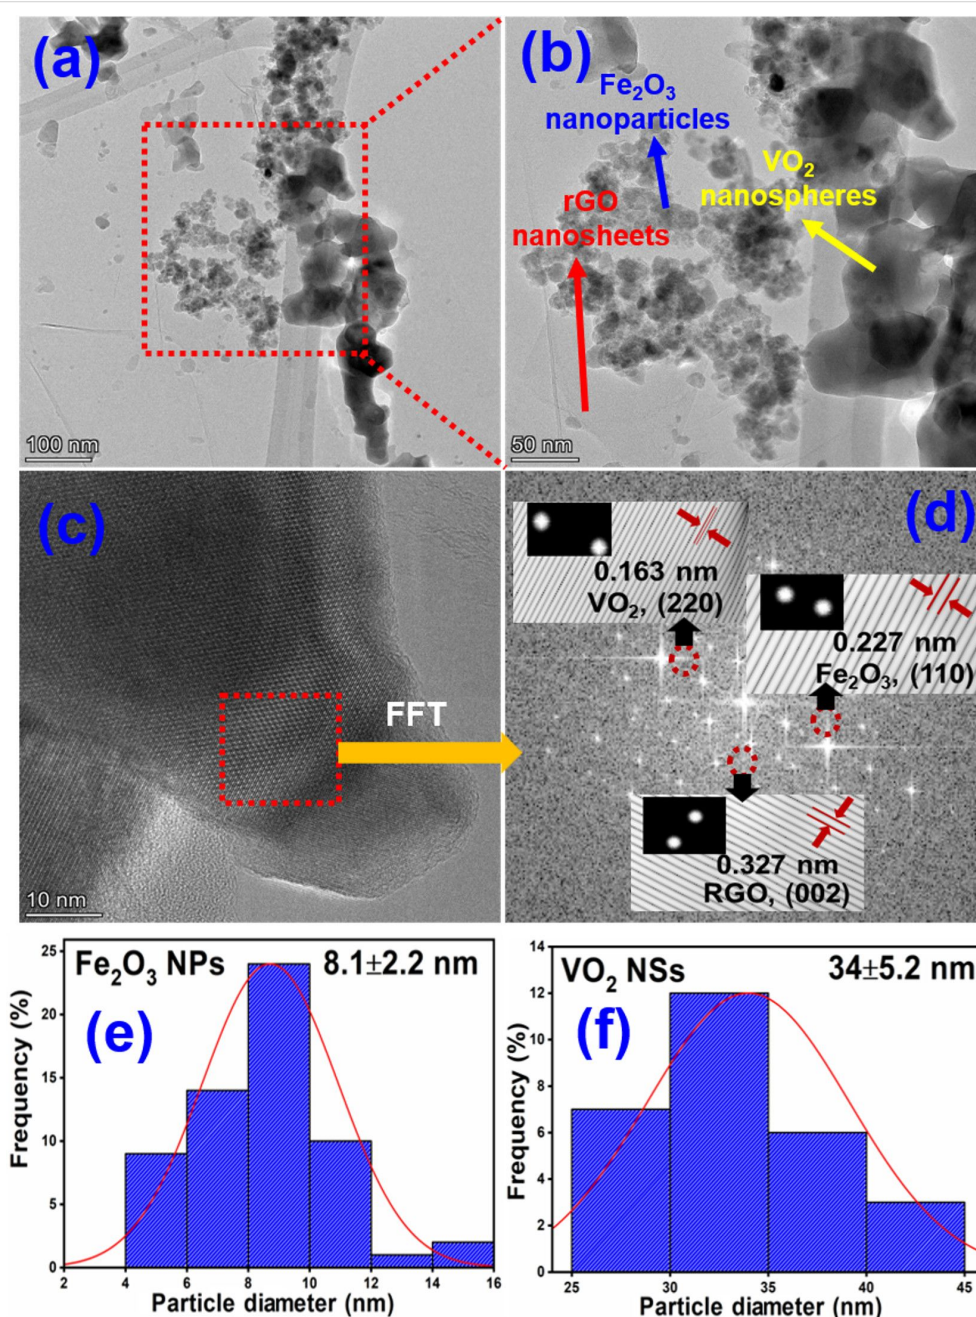 (a)
100 nm
(b)
Fe₂O₃
nanoparticles
VO₂
nanospheres
rGO
nanosheets
50 nm
(c)
FFT
10 nm
(d)
0.163 nm
VO₂, (220)
0.227 nm
Fe₂O₃, (110)
0.327 nm
RGO, (002)
Fe₂O₃ NPs
8.1±2.2 nm
(e)
Frequency (%)
25
20
15
10
5
0
2
4
6
8
10
12
14
16
Particle diameter (nm)
VO₂ NSs
34±5.2 nm
(f)
Frequency (%)
14
12
10
8
6
4
2
0
25
30
35
40
45
Particle diameter (nm)